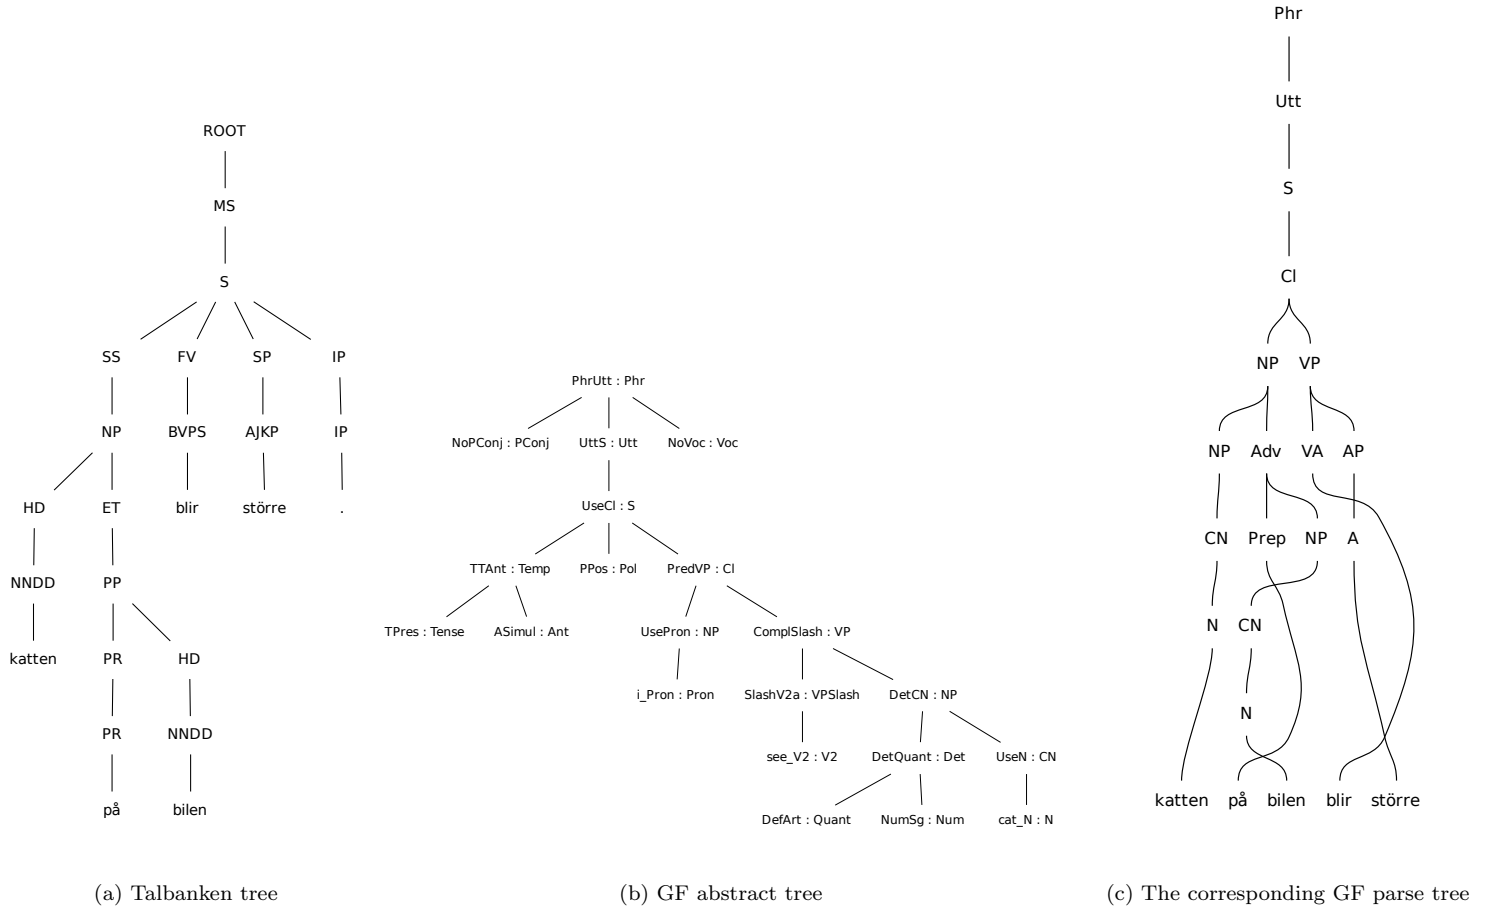 Phr
Utt
ROOT
S
MS
Cl
S
NP VP
SS FV SP IP
PhrUtt : Phr
NP BVPS AJKP IP
NoPConj : PConj UttS : Utt NoVoc : Voc
NP Adv VA AP
HD ET blir större .
UseCl : S
CN Prep NP A
TTAnt : Temp PPos : Pol PredVP : Cl
NNDD PP
N CN
TPres : Tense ASimul : Ant UsePron : NP ComplSlash : VP
katten PR HD
i_Pron : Pron SlashV2a : VPSlash DetCN : NP
N
PR NNDD
see_V2 : V2 DetQuant : Det UseN : CN
på bilen
DefArt : Quant NumSg : Num cat_N : N
katten på bilen blir större
(a) Talbanken tree
(b) GF abstract tree
(c) The corresponding GF parse tree